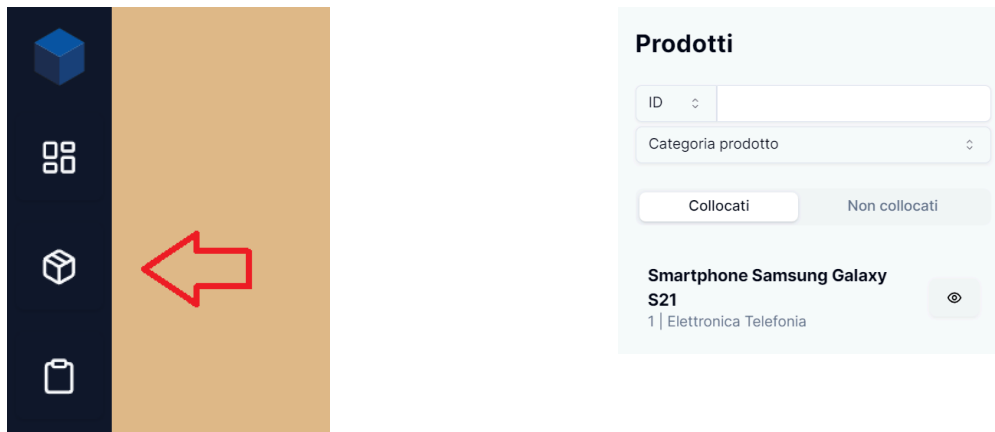 Prodotti
ID
Categoria prodotto
Collocati Non collocati
Smartphone Samsung Galaxy
S21
1 | Elettronica Telefonia